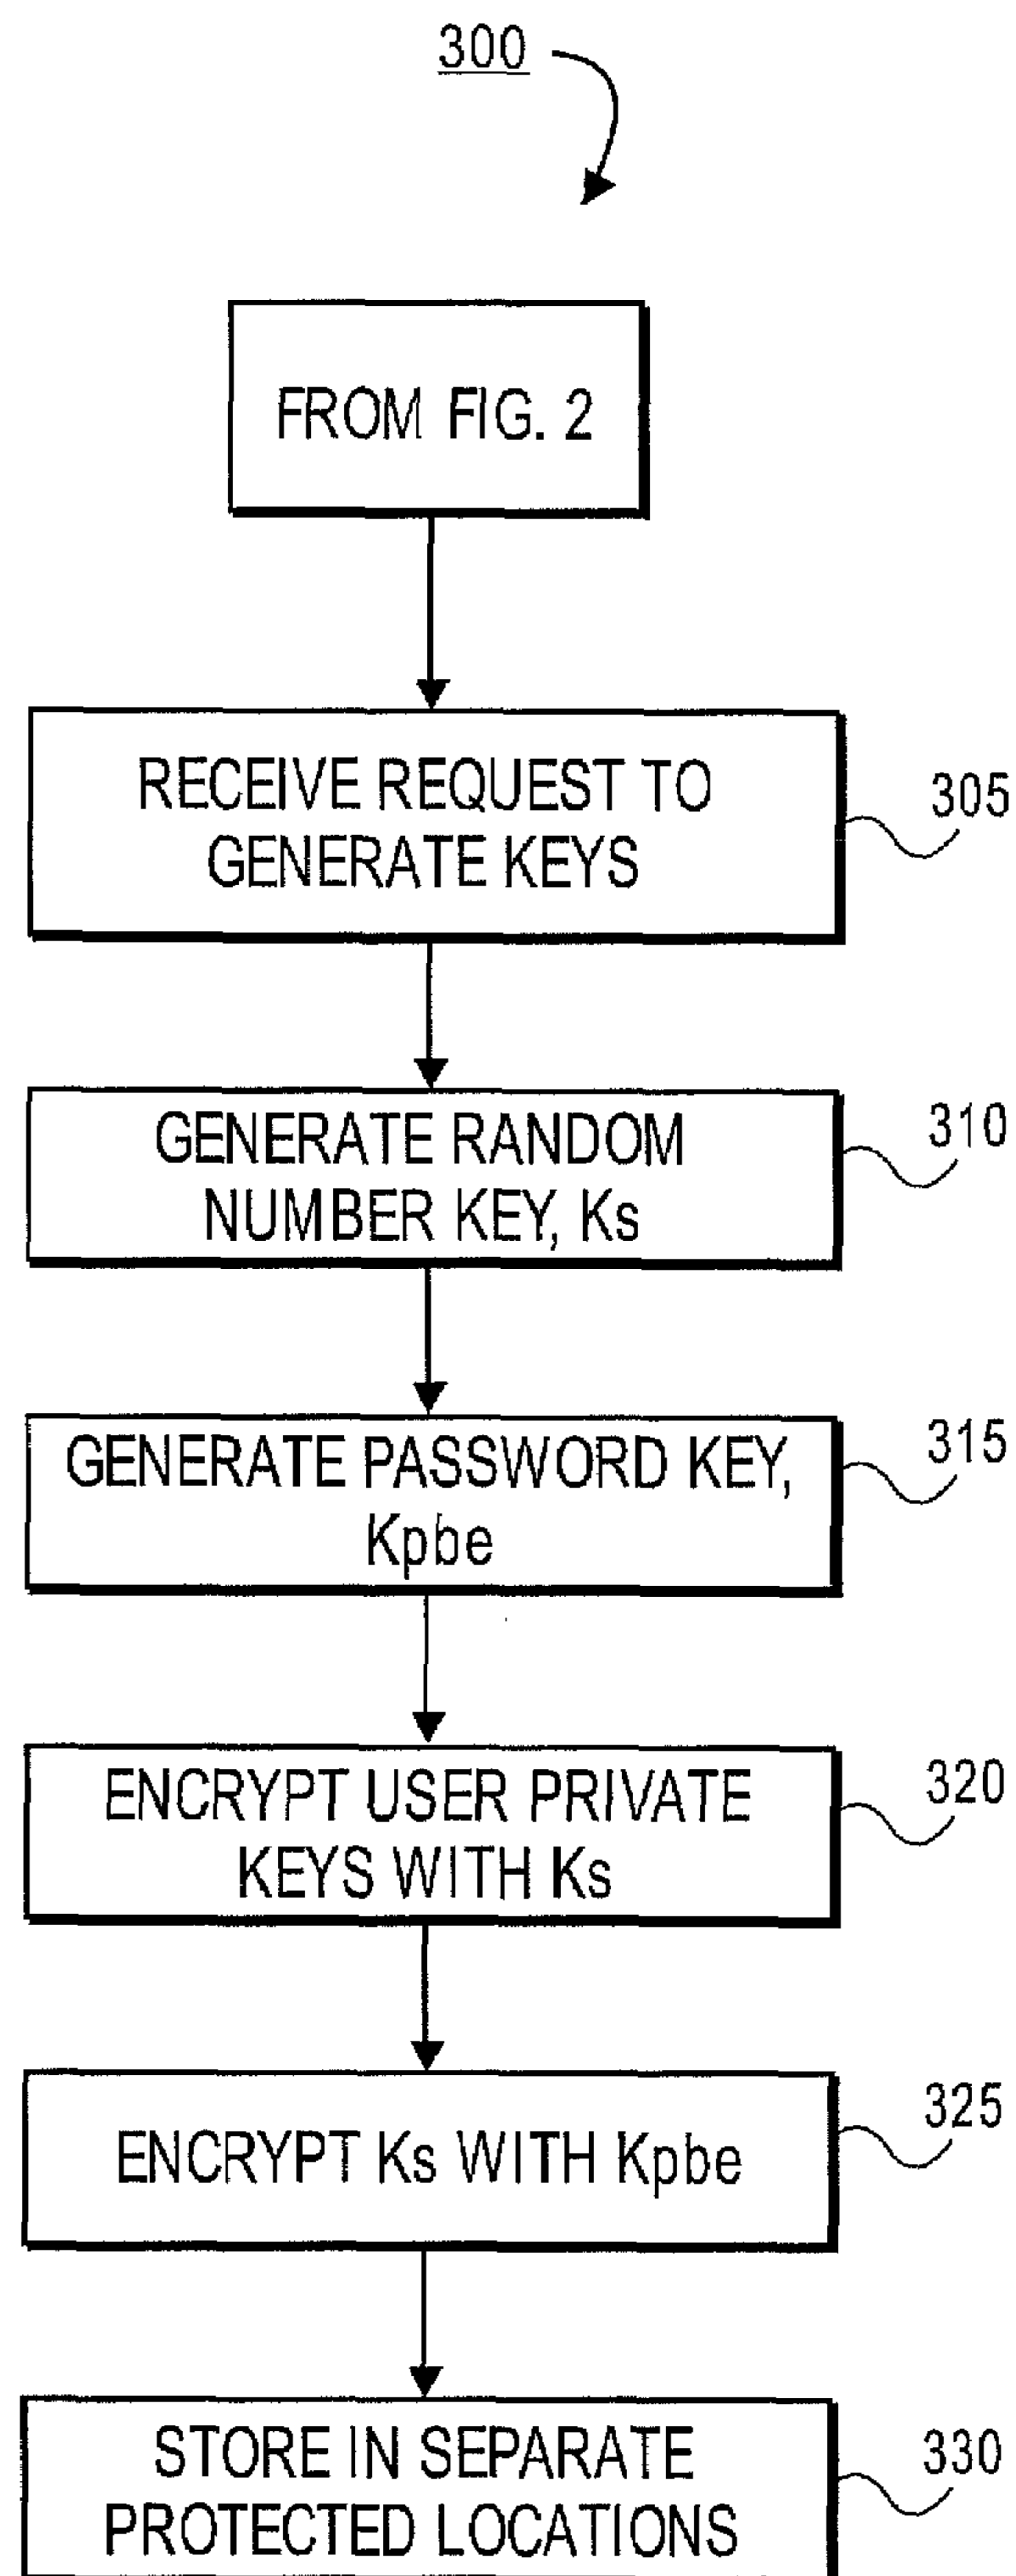 300
FROM FIG. 2
RECEIVE REQUEST TO
GENERATE KEYS
305
GENERATE RANDOM
NUMBER KEY, Ks
310
GENERATE PASSWORD KEY,
Kpbe
315
ENCRYPT USER PRIVATE
KEYS WITH Ks
320
ENCRYPT Ks WITH Kpbe
325
STORE IN SEPARATE
PROTECTED LOCATIONS
330